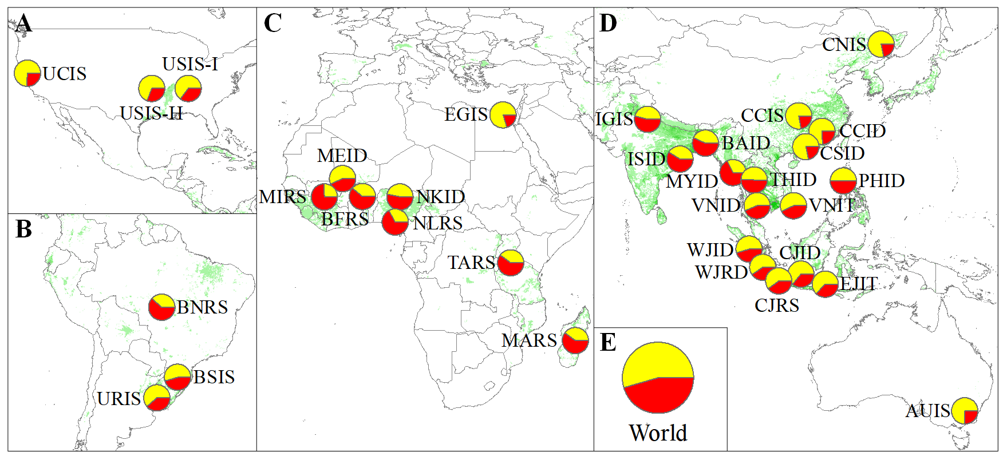 A
UCIS
USIS-I
USIS-H
B
BNRS
BSIS
URIS
C
EGIS
MEID
MIRS
BFRS
NKID
NLRS
TARS
MARS
D
CNIS
IGIS
CCIS
CCID
CSID
BAID
ISID
MYID
THID
PHID
VNID
VNIT
WJID
CJID
WJRD
EJIT
CJRS
AUIS
E
World